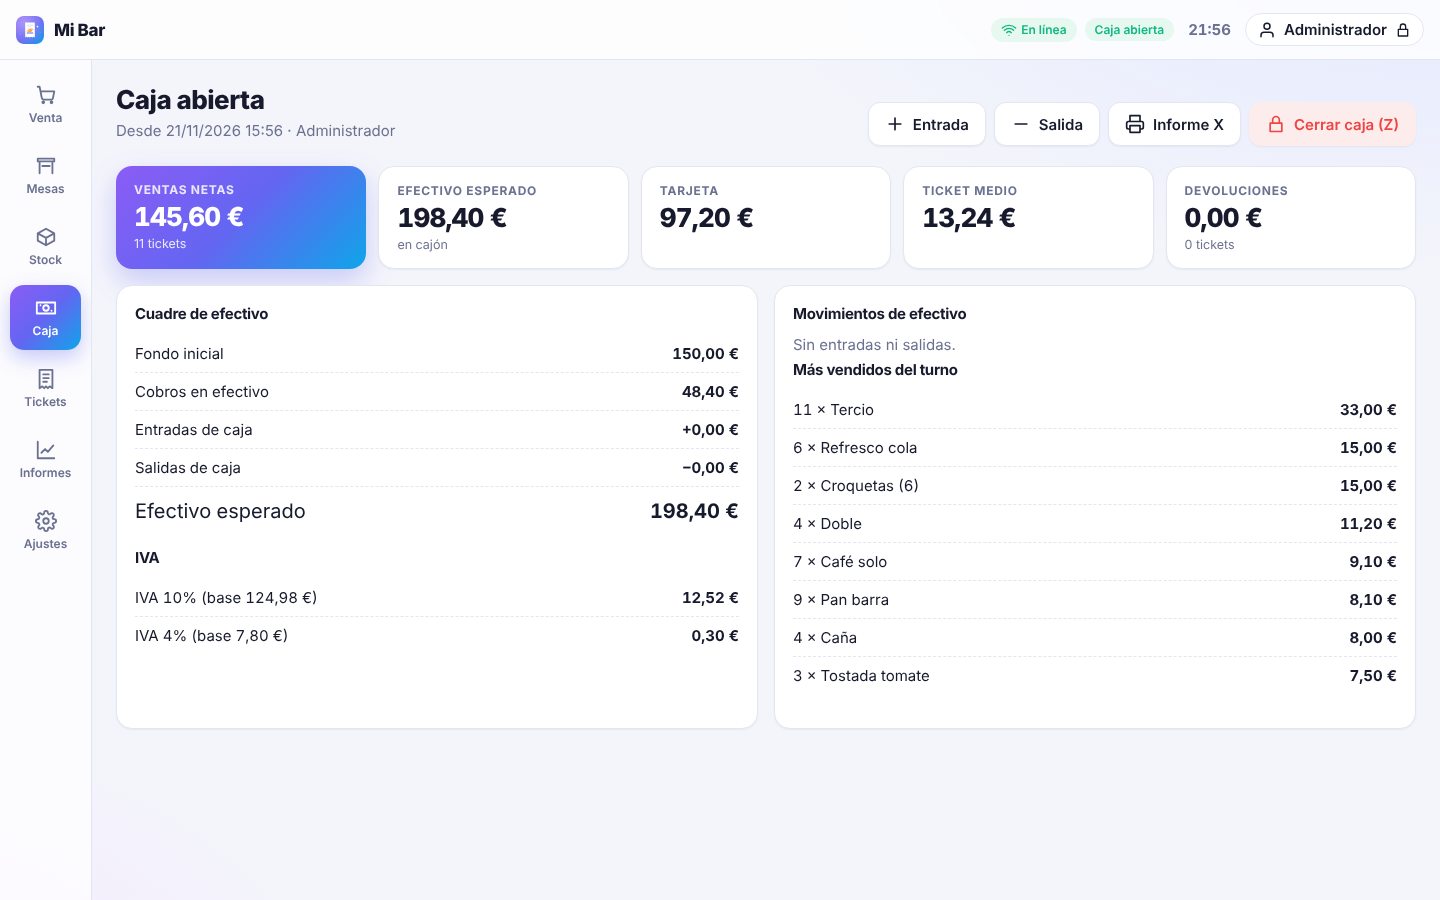 Mi Bar
En línea
Caja abierta
21:56
Administrador
Venta
Mesas
Stock
Caja
Tickets
Informes
Ajustes
Caja abierta
Desde 21/11/2026 15:56 · Administrador
Entrada
Salida
Informe X
Cerrar caja (Z)
VENTAS NETAS
145,60 €
11 tickets
EFECTIVO ESPERADO
198,40 €
en cajón
TARJETA
97,20 €
TICKET MEDIO
13,24 €
DEVOLUCIONES
0,00 €
0 tickets
Cuadre de efectivo
Fondo inicial 150,00 €
Cobros en efectivo 48,40 €
Entradas de caja +0,00 €
Salidas de caja −0,00 €
Efectivo esperado 198,40 €
IVA
IVA 10% (base 124,98 €) 12,52 €
IVA 4% (base 7,80 €) 0,30 €
Movimientos de efectivo
Sin entradas ni salidas.
Más vendidos del turno
11 × Tercio 33,00 €
6 × Refresco cola 15,00 €
2 × Croquetas (6) 15,00 €
4 × Doble 11,20 €
7 × Café solo 9,10 €
9 × Pan barra 8,10 €
4 × Caña 8,00 €
3 × Tostada tomate 7,50 €